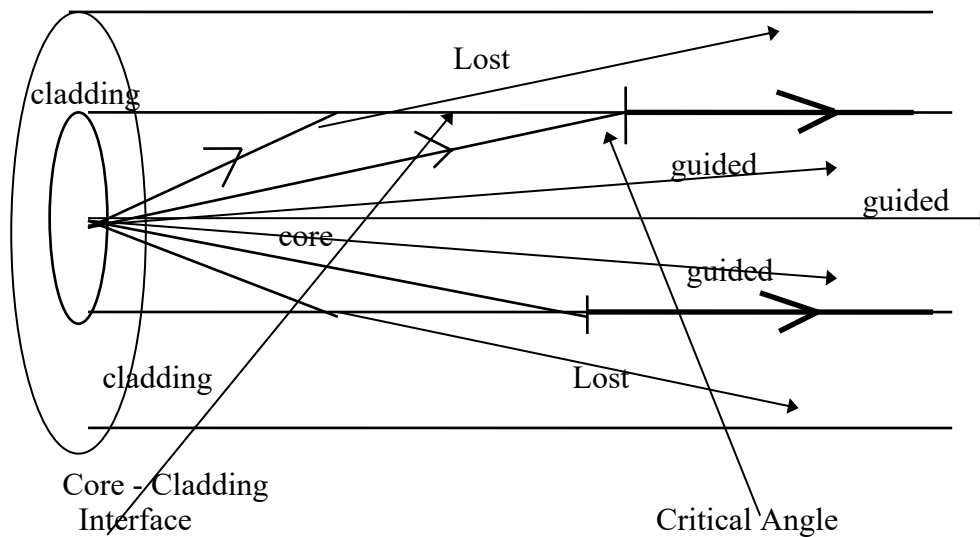 Lost
cladding
guided
guided
core
guided
cladding
Lost
Core - Cladding
Interface
Critical Angle